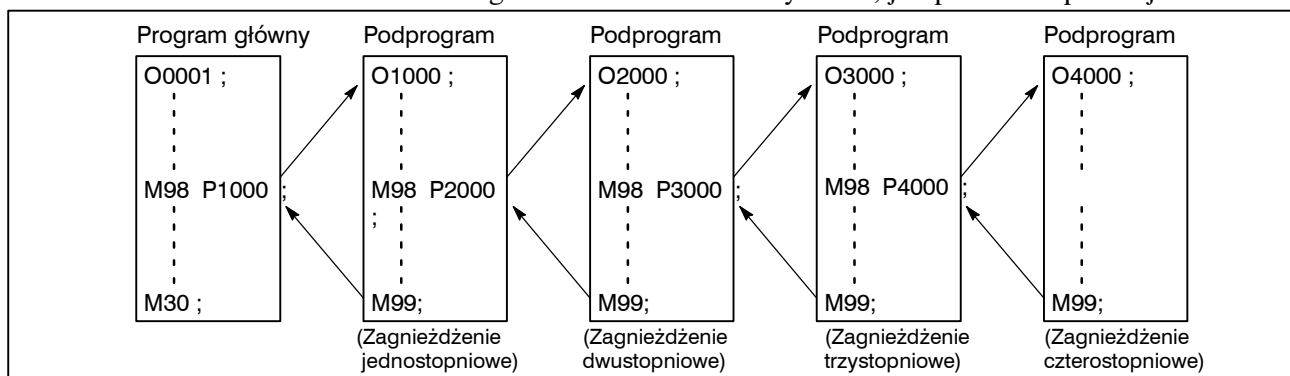 Program główny
O0001 ;
M98 P1000 ;
M30 ;
Podprogram
O1000 ;
M98 P2000
;
M99;
(Zagnieżdżenie
jednostopniowe)
Podprogram
O2000 ;
M98 P3000 ;
M99;
(Zagnieżdżenie
dwustopniowe)
Podprogram
O3000 ;
M98 P4000 ;
M99;
(Zagnieżdżenie
trzystopniowe)
Podprogram
O4000 ;
M99;
(Zagnieżdżenie
czterostopniowe)